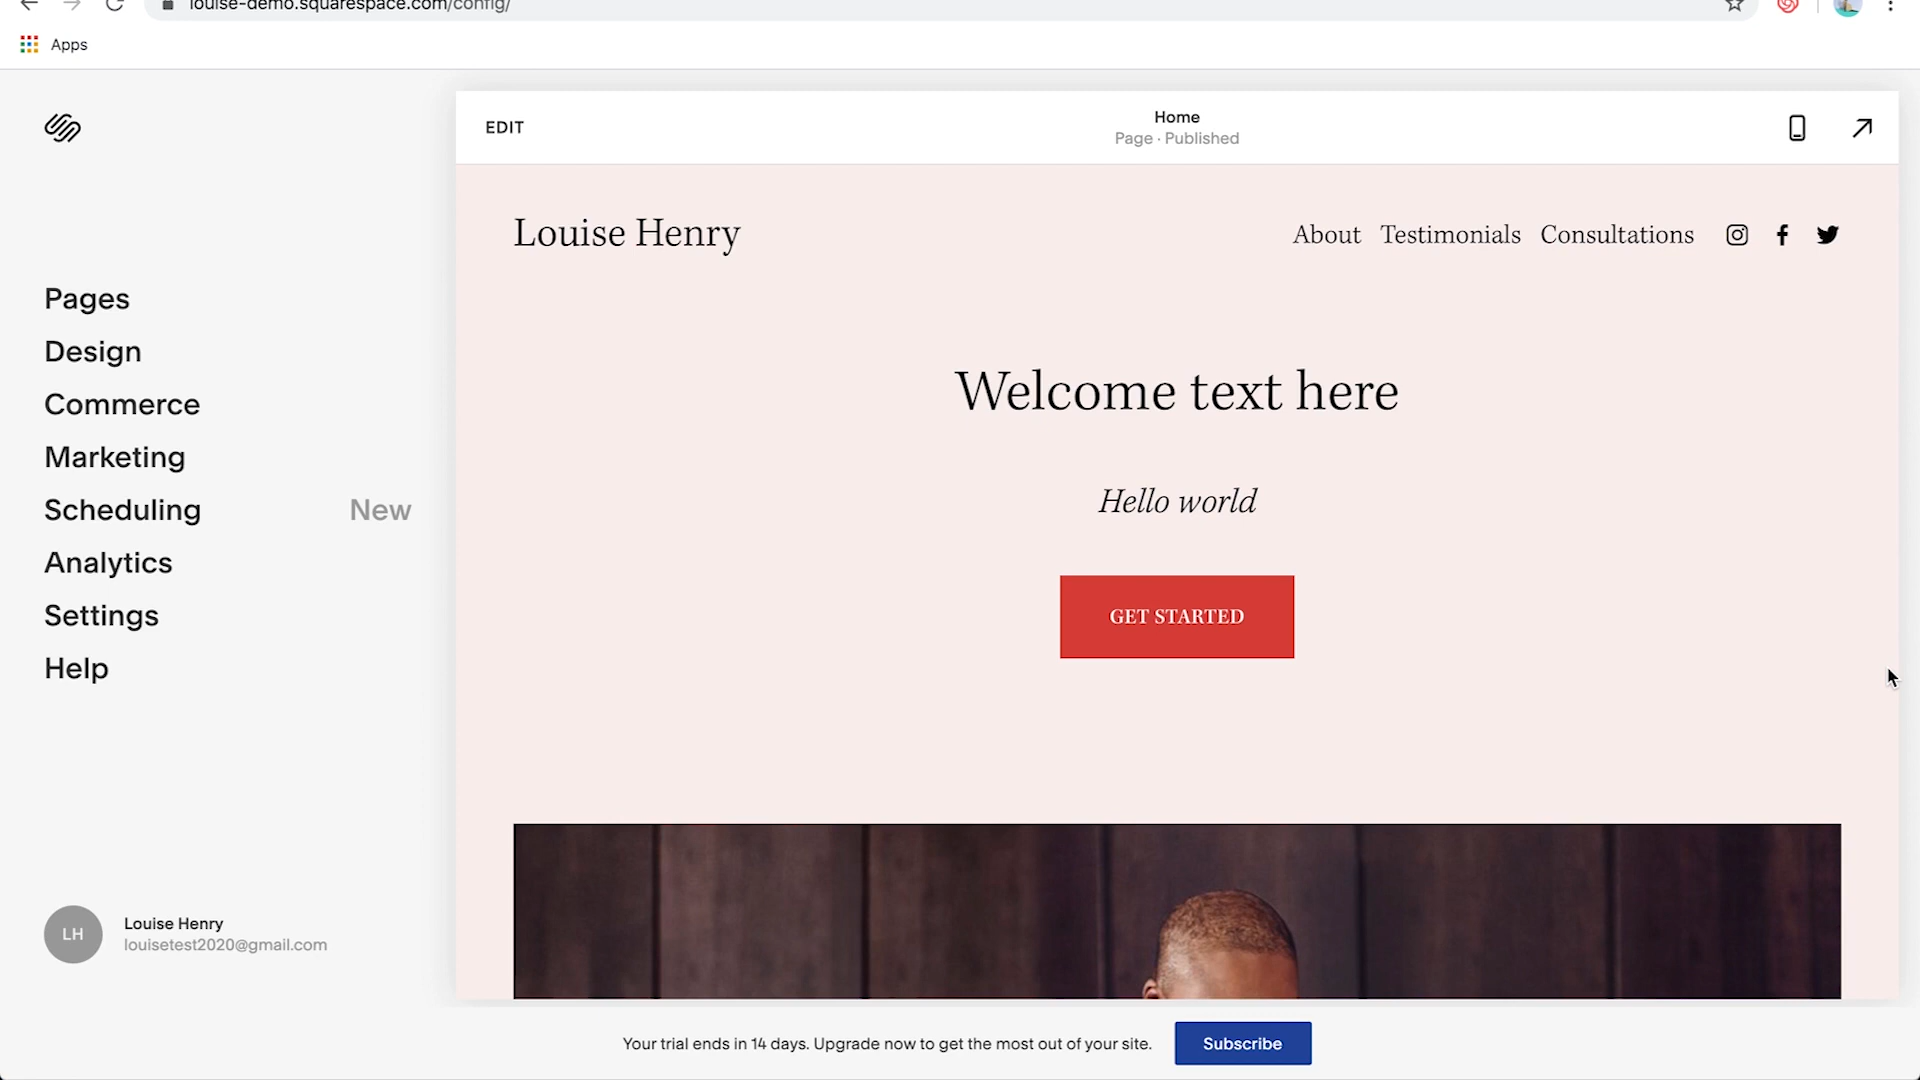 louise-demo.squarespace.com/config/
Apps
EDIT
Home
Page · Published
Louise Henry
About Testimonials Consultations
Pages
Design
Commerce
Marketing
Scheduling New
Analytics
Settings
Help
Welcome text here
Hello world
GET STARTED
LH
Louise Henry
louisetest2020@gmail.com
Your trial ends in 14 days. Upgrade now to get the most out of your site.
Subscribe